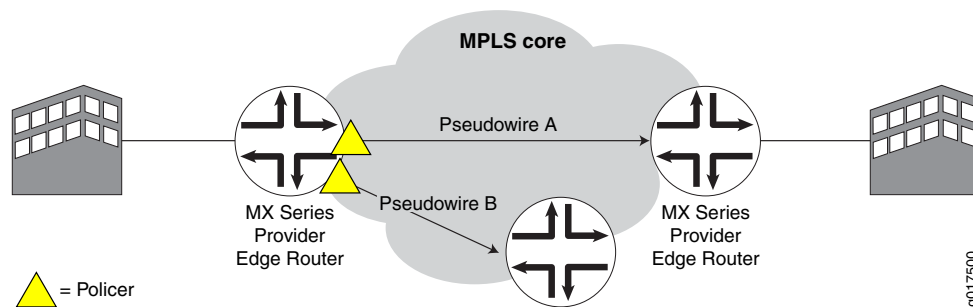 MPLS core
Pseudowire A
Pseudowire B
MX Series
Provider
Edge Router
MX Series
Provider
Edge Router
= Policer
g017500